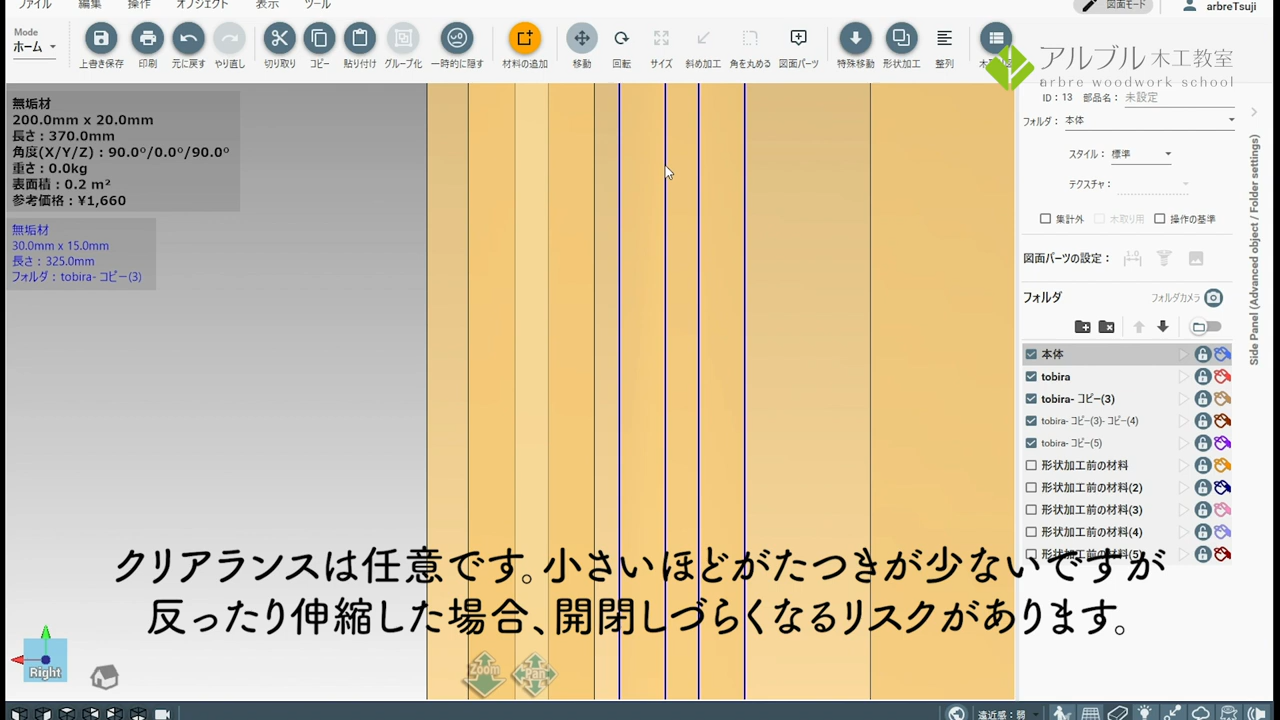 ファイル 編集 操作 オブジェクト 表示 ツール
図面モード
arbreTsuji
Mode
ホーム
上書き保存 印刷 元に戻す やり直し 切り取り コピー 貼り付け グループ化 一時的に隠す 材料の追加 移動 回転 サイズ 斜め加工 角を丸める 図面パーツ 特殊移動 形状加工 整列
アルブル木工教室
arbre woodwork school
無垢材
200.0mm x 20.0mm
長さ : 370.0mm
角度(X/Y/Z) : 90.0º/0.0º/90.0º
重さ : 0.0kg
表面積 : 0.2 m²
参考価格 : ¥1,660
無垢材
30.0mm x 15.0mm
長さ : 325.0mm
フォルダ : tobira- コピー(3)
ID : 13 部品名 : 未設定
フォルダ : 本体
スタイル : 標準
テクスチャ :
集計外 木取り用 操作の基準
図面パーツの設定 :
フォルダ フォルダカメラ
本体
tobira
tobira- コピー(3)
tobira- コピー(3)- コピー(4)
tobira- コピー(5)
形状加工前の材料
形状加工前の材料(2)
形状加工前の材料(3)
形状加工前の材料(4)
形状加工前の材料(5)
Side Panel (Advanced object / Folder settings)
クリアランスは任意です。小さいほどがたつきが少ないですが
反ったり伸縮した場合、開閉しづらくなるリスクがあります。
Right
Zoom Pan
遠近感 : 弱